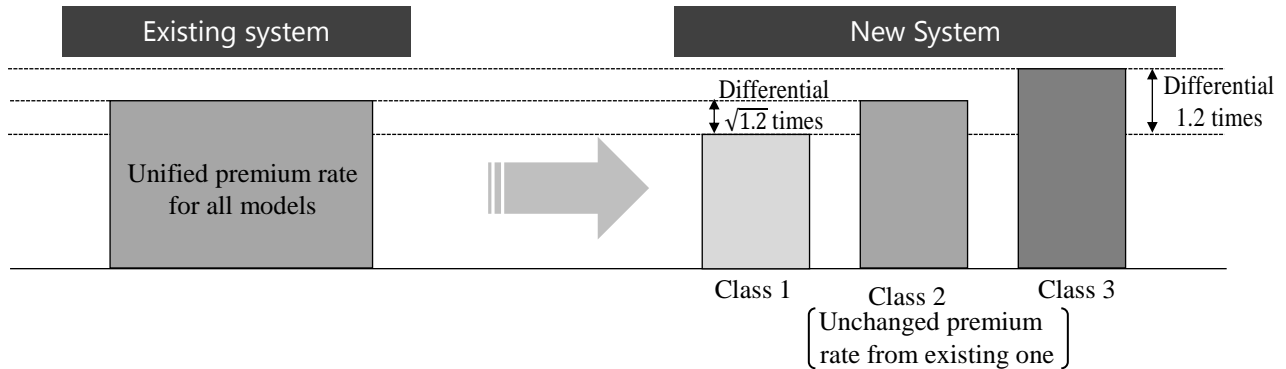 Existing system
New System
Unified premium rate
for all models
Differential
√1.2 times
Differential
1.2 times
Class 1
Class 2
Class 3
Unchanged premium
rate from existing one